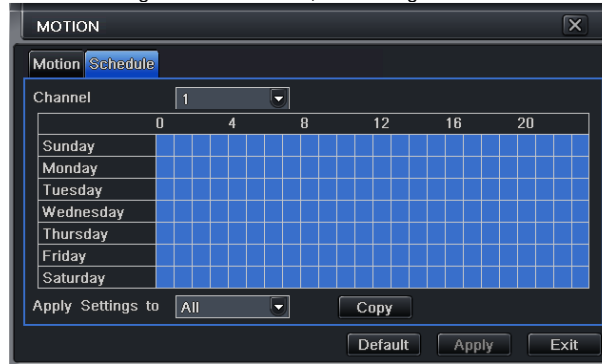 MOTION
Motion Schedule
Channel 1
0 4 8 12 16 20
Sunday
Monday
Tuesday
Wednesday
Thursday
Friday
Saturday
Apply Settings to All Copy
Default Apply Exit